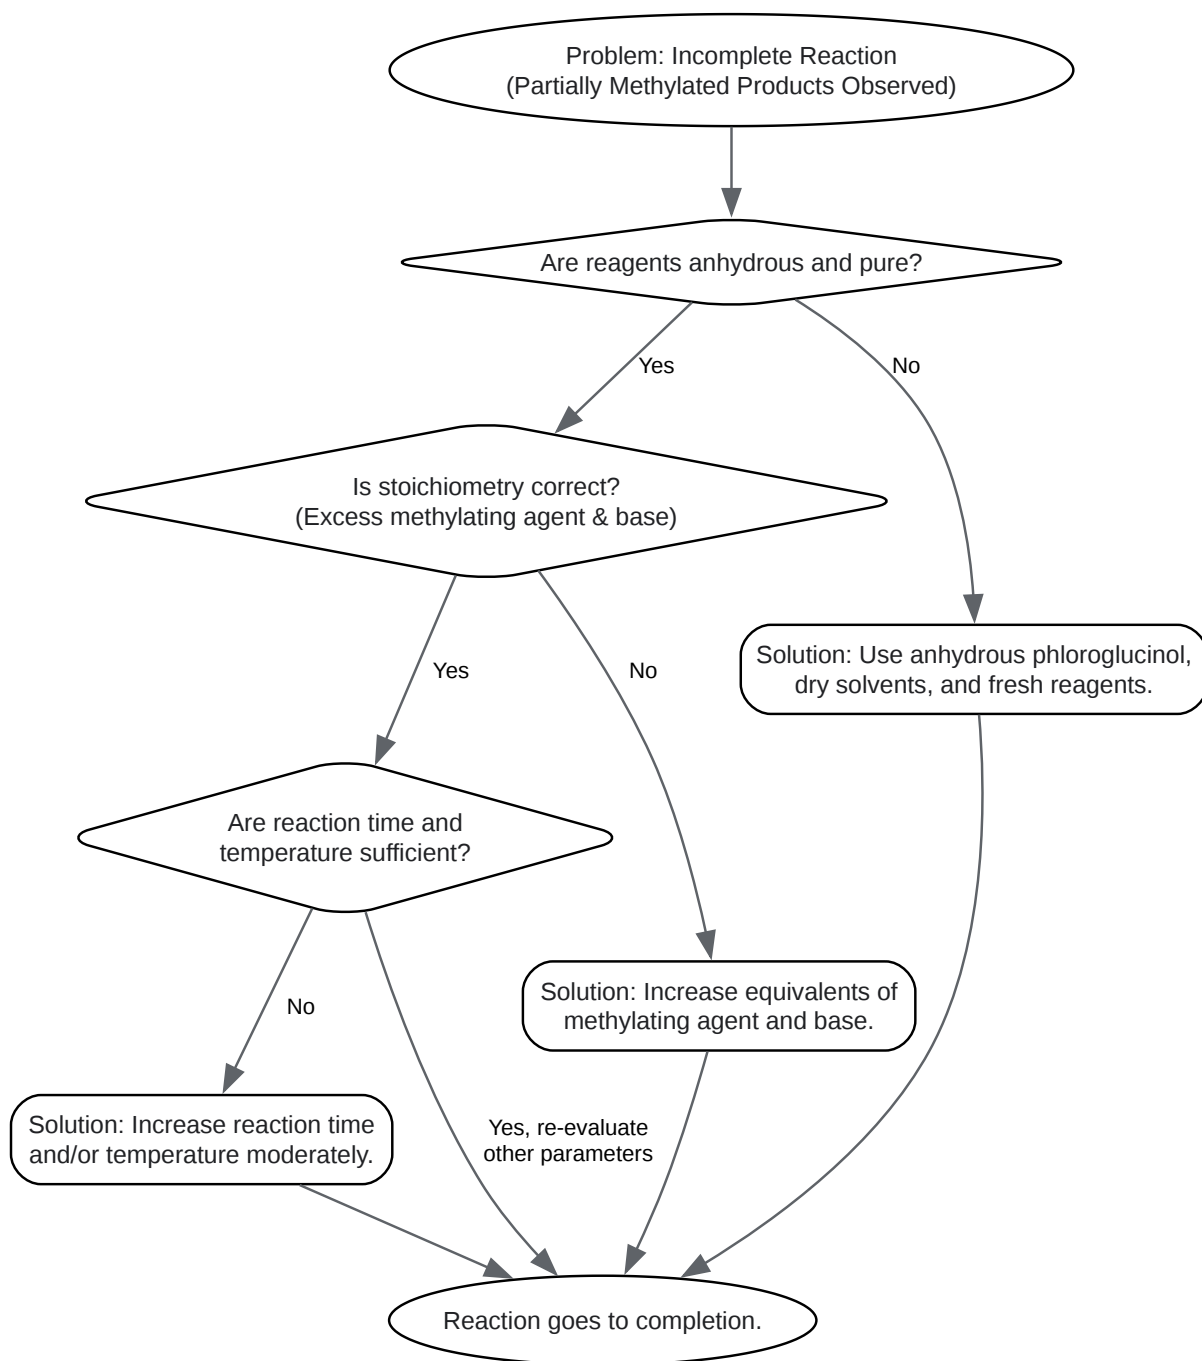 Problem: Incomplete Reaction
(Partially Methylated Products Observed)
Are reagents anhydrous and pure?
Yes
No
Is stoichiometry correct?
(Excess methylating agent & base)
Yes
No
Solution: Use anhydrous phloroglucinol,
dry solvents, and fresh reagents.
Are reaction time and
temperature sufficient?
No
Solution: Increase equivalents of
methylating agent and base.
Solution: Increase reaction time
and/or temperature moderately.
Yes, re-evaluate
other parameters
Reaction goes to completion.